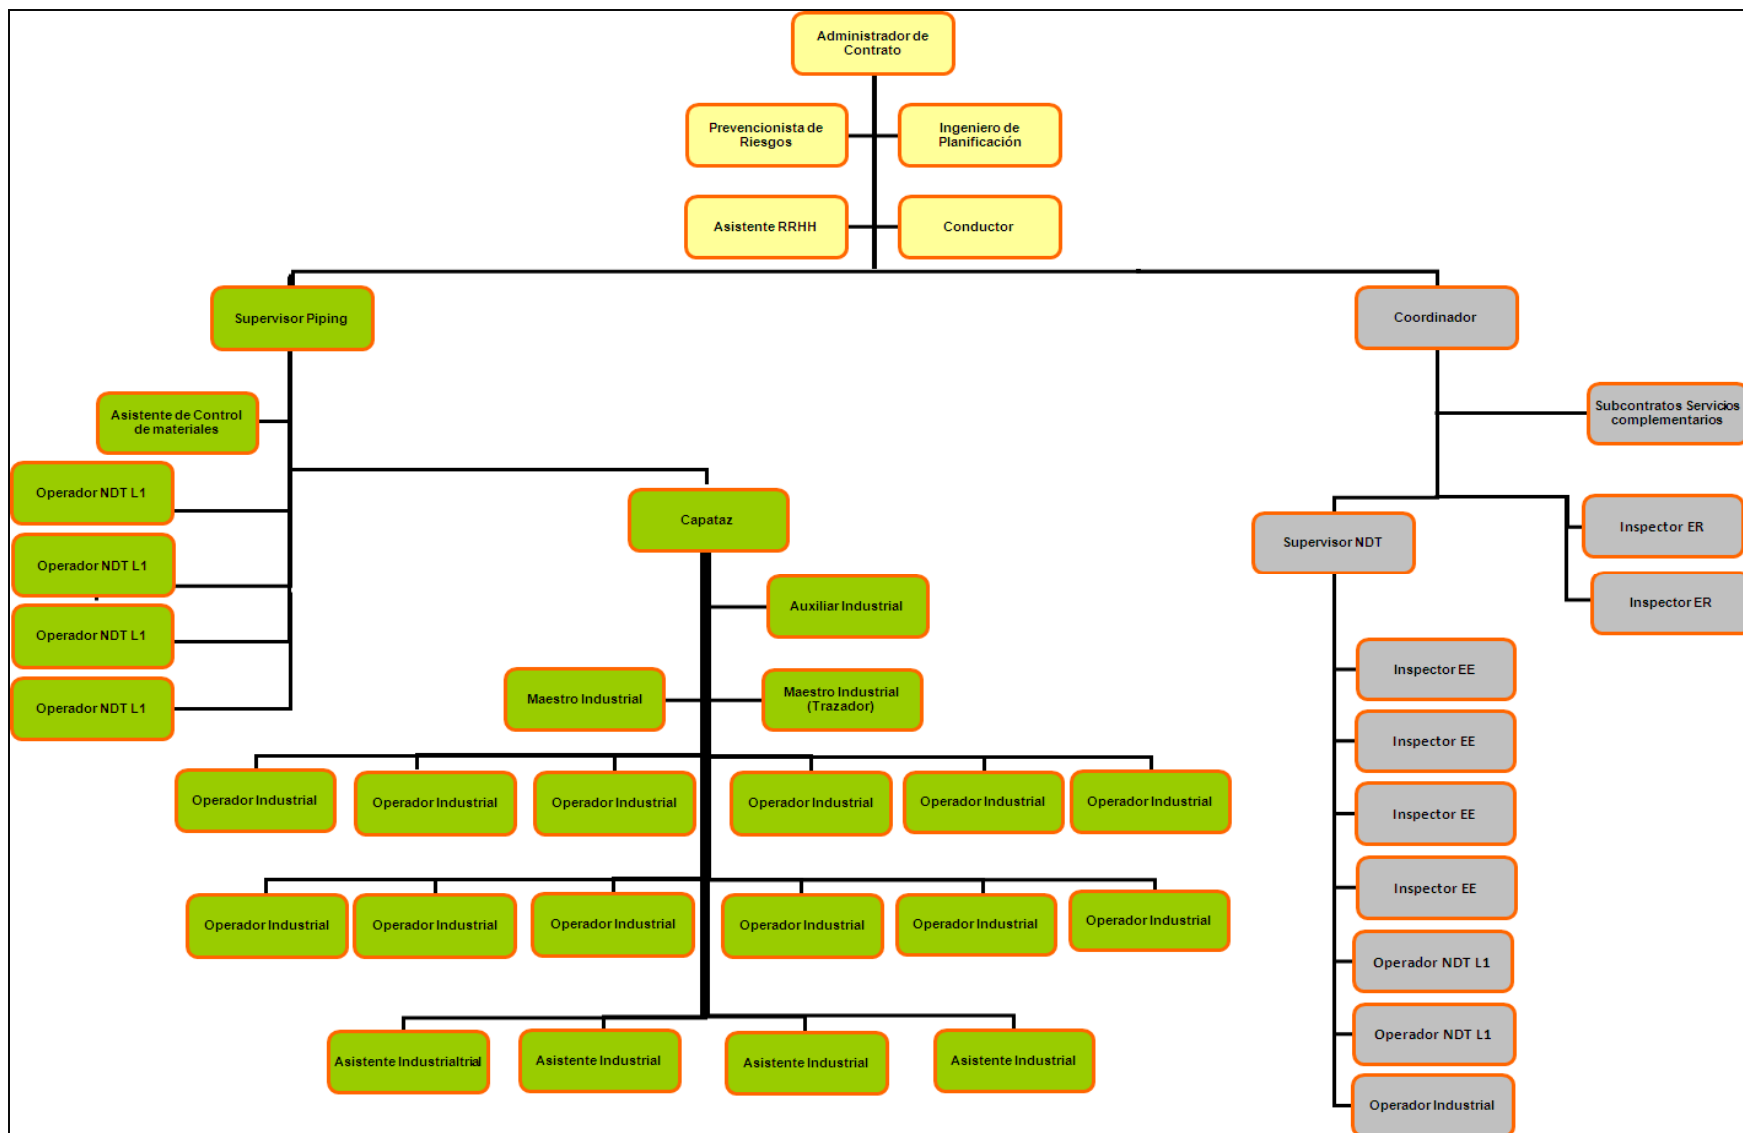 Administrador de
Contrato
Prevencionista de
Riesgos
Ingeniero de
Planificación
Asistente RRHH
Conductor
Supervisor Piping
Coordinador
Asistente de Control
de materiales
Subcontratos Servicios
complementarios
Operador NDT L1
Operador NDT L1
Operador NDT L1
Operador NDT L1
Capataz
Supervisor NDT
Inspector ER
Inspector ER
Auxiliar Industrial
Maestro Industrial
Maestro Industrial
(Trazador)
Operador Industrial
Operador Industrial
Operador Industrial
Operador Industrial
Operador Industrial
Operador Industrial
Operador Industrial
Operador Industrial
Operador Industrial
Operador Industrial
Operador Industrial
Operador Industrial
Asistente Industrialtrial
Asistente Industrial
Asistente Industrial
Asistente Industrial
Inspector EE
Inspector EE
Inspector EE
Inspector EE
Operador NDT L1
Operador NDT L1
Operador Industrial